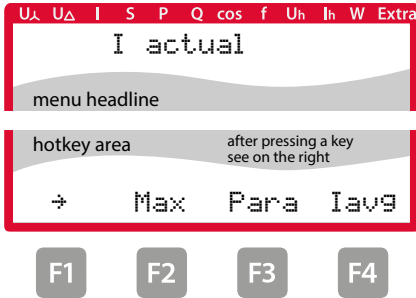 U⅄ U△ I S P Q cos f Uh Ih W Extra
I actual
menu headline
hotkey area
after pressing a key
see on the right
→ Max Para Iavg
F1 F2 F3 F4